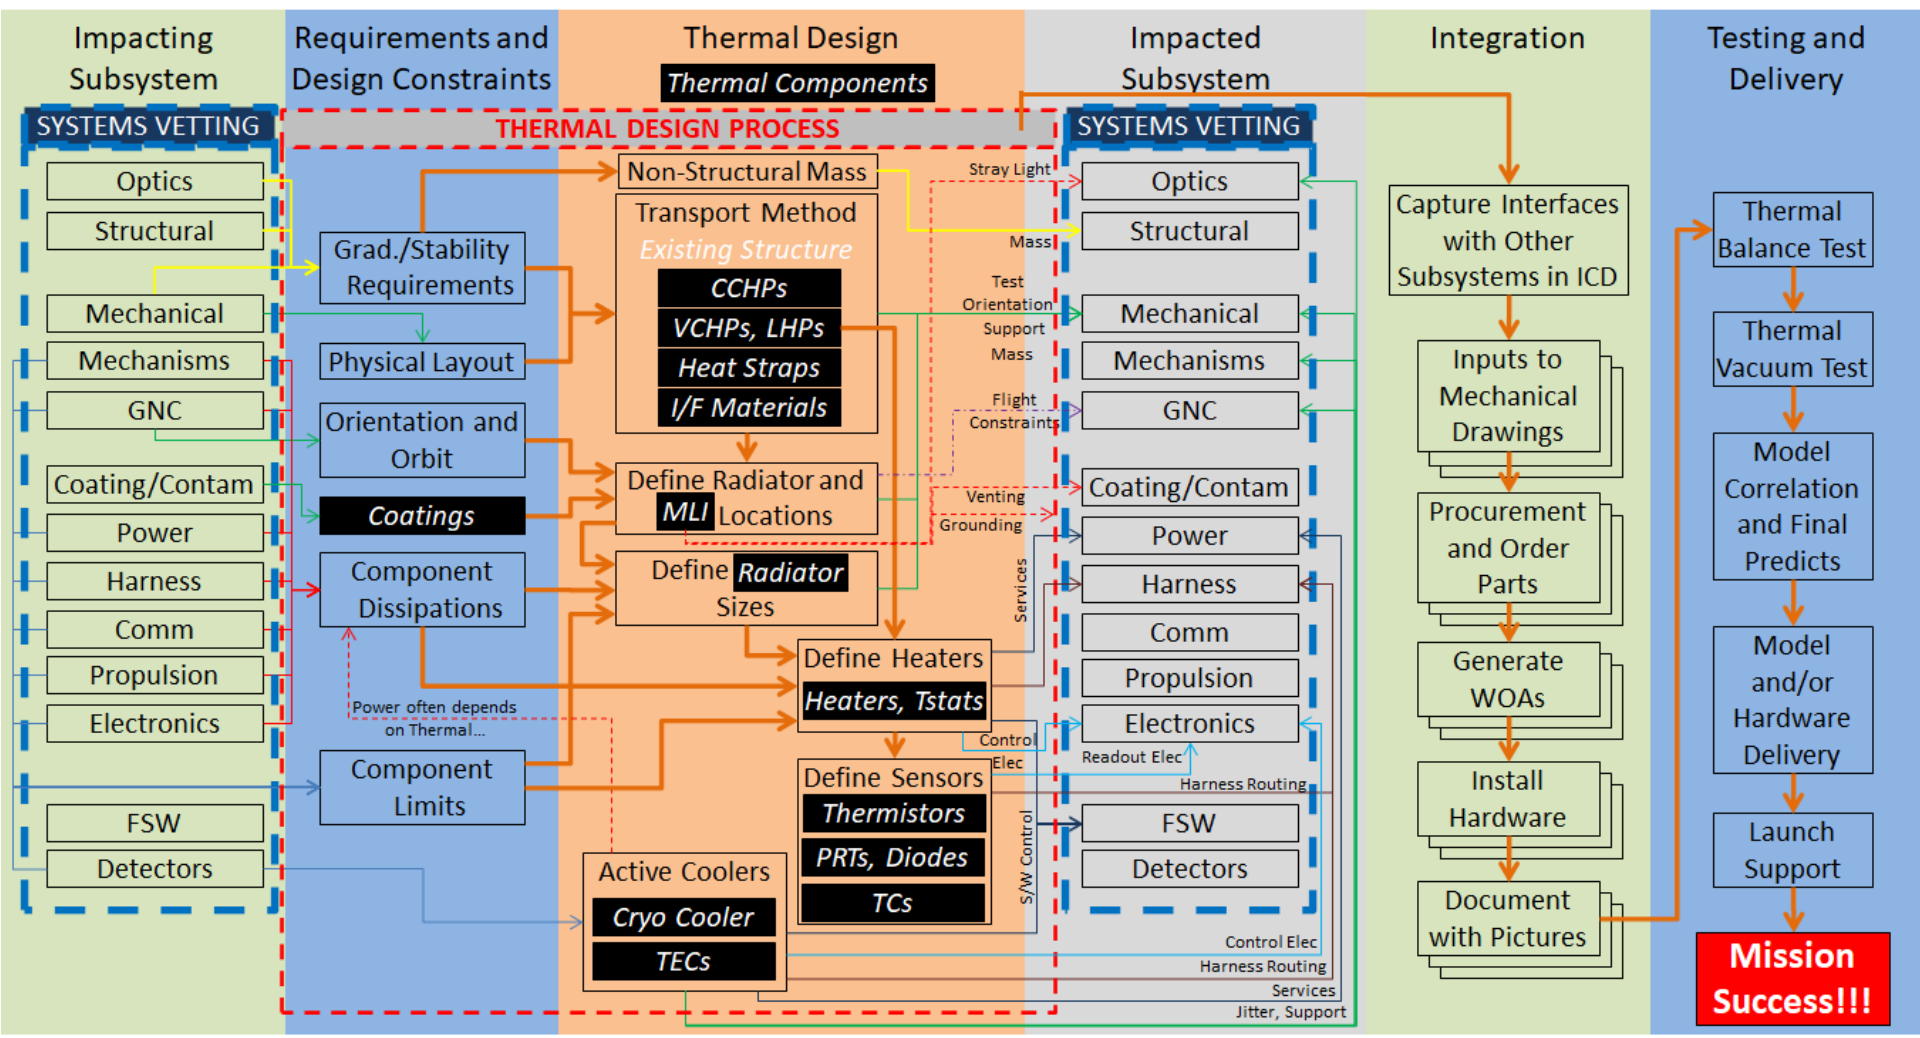 Impacting
Subsystem
SYSTEMS VETTING
Optics
Structural
Mechanical
Mechanisms
GNC
Coating/Contam
Power
Harness
Comm
Propulsion
Electronics
FSW
Detectors
Requirements and
Design Constraints
THERMAL DESIGN PROCESS
Grad./Stability
Requirements
Physical Layout
Orientation and
Orbit
Coatings
Component
Dissipations
Power often depends
on Thermal...
Component
Limits
Thermal Design
Thermal Components
Non-Structural Mass
Transport Method
Existing Structure
CCHPs
VCHPs, LHPs
Heat Straps
I/F Materials
Define Radiator and
MLI Locations
Define Radiator
Sizes
Define Heaters
Heaters, Tstats
Define Sensors
Thermistors
PRTs, Diodes
TCs
Active Coolers
Cryo Cooler
TECs
Stray Light
Mass
Test
Orientation
Support
Mass
Flight
Constraints
Venting
Grounding
Services
Control
Elec
Readout Elec
Harness Routing
S/W Control
Control Elec
Harness Routing
Services
Jitter, Support
Impacted
Subsystem
SYSTEMS VETTING
Optics
Structural
Mechanical
Mechanisms
GNC
Coating/Contam
Power
Harness
Comm
Propulsion
Electronics
FSW
Detectors
Integration
Capture Interfaces
with Other
Subsystems in ICD
Inputs to
Mechanical
Drawings
Procurement
and Order
Parts
Generate
WOAs
Install
Hardware
Document
with Pictures
Testing and
Delivery
Thermal
Balance Test
Thermal
Vacuum Test
Model
Correlation
and Final
Predicts
Model
and/or
Hardware
Delivery
Launch
Support
Mission
Success!!!